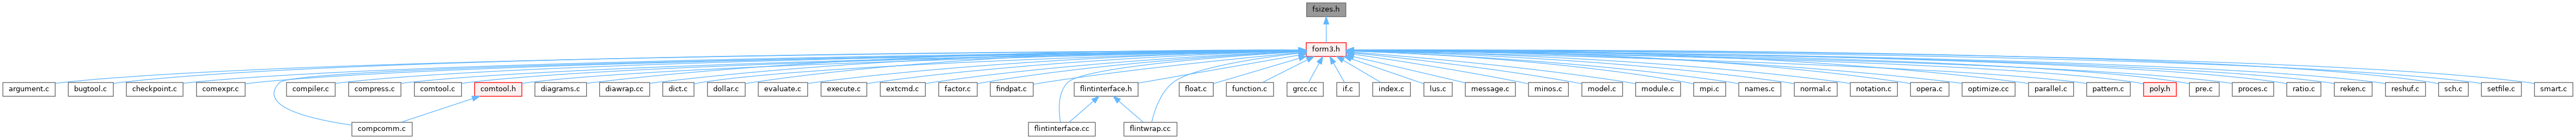 fsizes.h
form3.h
argument.c
bugtool.c
checkpoint.c
comexpr.c
compiler.c
compress.c
comtool.c
comtool.h
diagrams.c
diawrap.cc
dict.c
dollar.c
evaluate.c
execute.c
extcmd.c
factor.c
findpat.c
flintinterface.h
float.c
function.c
grcc.cc
if.c
index.c
lus.c
message.c
minos.c
model.c
module.c
mpi.c
names.c
normal.c
notation.c
opera.c
optimize.cc
parallel.c
pattern.c
poly.h
pre.c
proces.c
ratio.c
reken.c
reshuf.c
sch.c
setfile.c
smart.c
compcomm.c
flintinterface.cc
flintwrap.cc